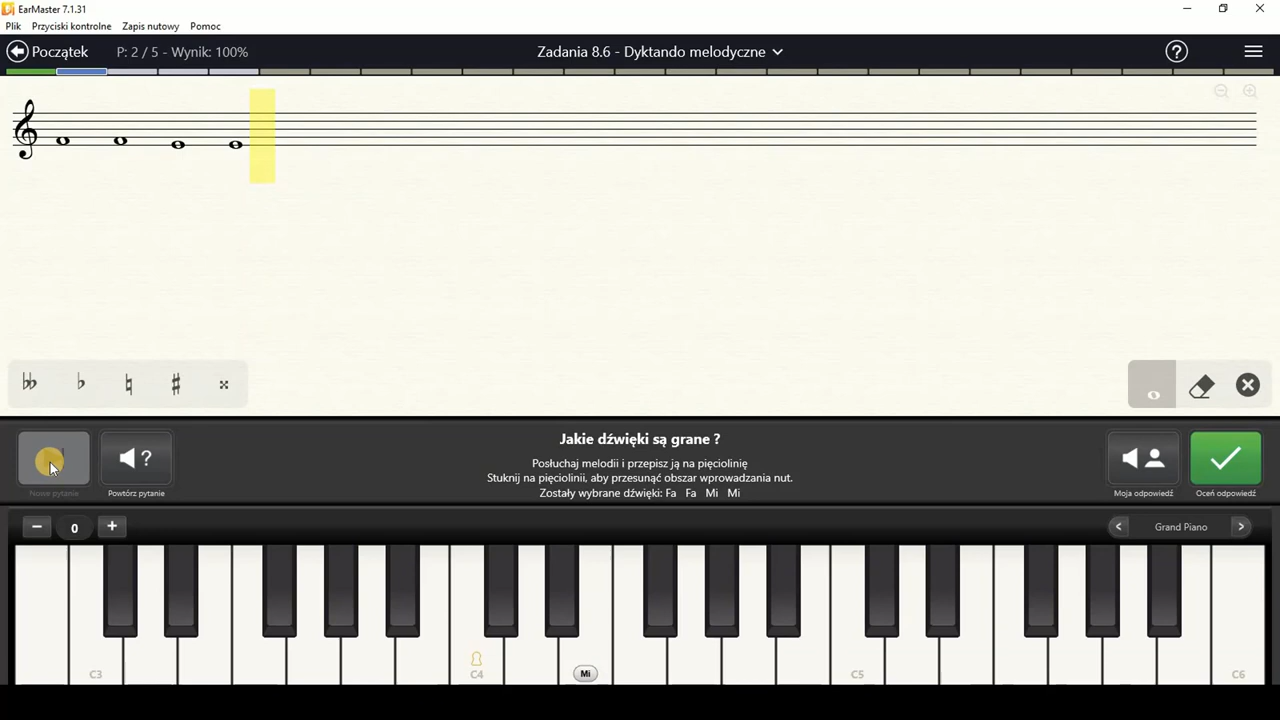 EarMaster 7.1.31
Plik Przyciski kontrolne Zapis nutowy Pomoc
Początek P: 2 / 5 - Wynik: 100% Zadania 8.6 - Dyktando melodyczne ?
Jakie dźwięki są grane ?
Posłuchaj melodii i przepisz ją na pięciolinię
Stuknij na pięciolinii, aby przesunąć obszar wprowadzania nut.
Zostały wybrane dźwięki: Fa Fa Mi Mi
?
Nowe pytanie Powtórz pytanie Moja odpowiedź Oceń odpowiedź
− 0 + < Grand Piano >
C3 C4 Mi C5 C6